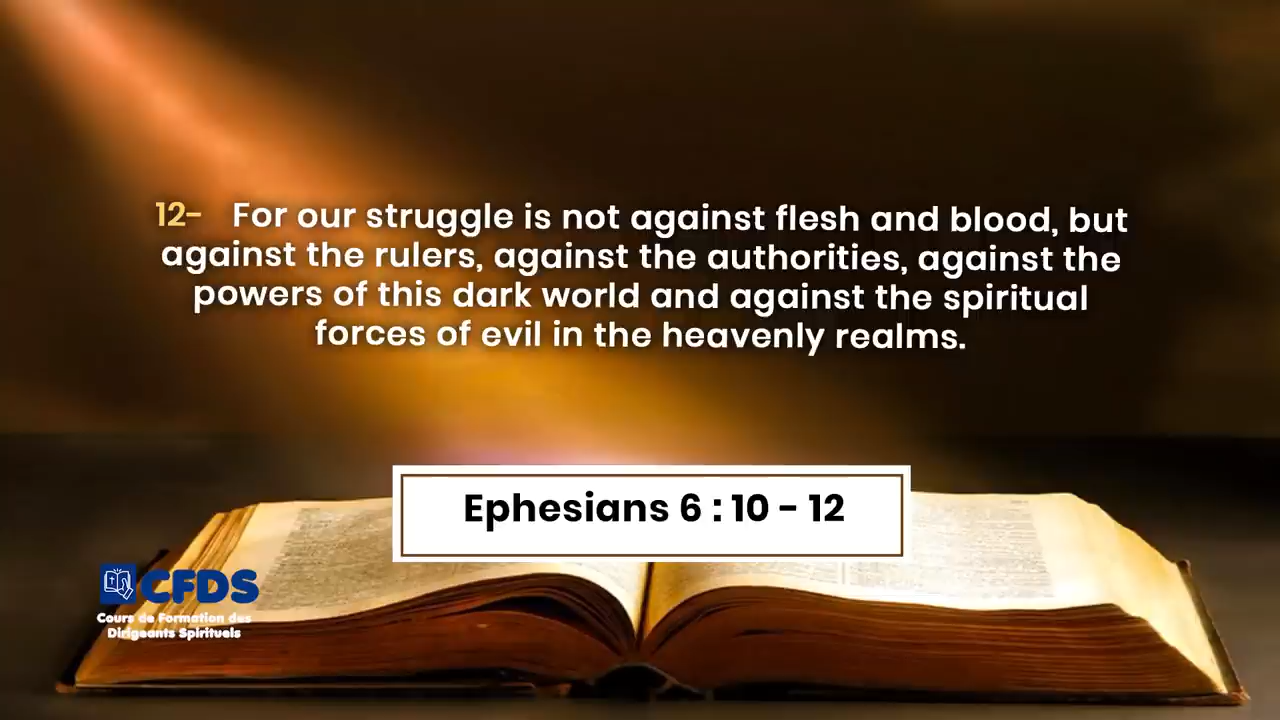 12- For our struggle is not against flesh and blood, but
against the rulers, against the authorities, against the
powers of this dark world and against the spiritual
forces of evil in the heavenly realms.
Ephesians 6 : 10 - 12
CFDS
Cours de Formation des
Dirigeants Spirituels